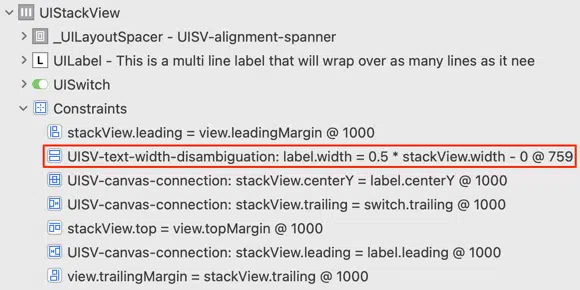 UIStackView
_UILayoutSpacer - UISV-alignment-spanner
L UILabel - This is a multi line label that will wrap over as many lines as it nee
UISwitch
Constraints
stackView.leading = view.leadingMargin @ 1000
UISV-text-width-disambiguation: label.width = 0.5 * stackView.width - 0 @ 759
UISV-canvas-connection: stackView.centerY = label.centerY @ 1000
UISV-canvas-connection: stackView.trailing = switch.trailing @ 1000
stackView.top = view.topMargin @ 1000
UISV-canvas-connection: stackView.leading = label.leading @ 1000
view.trailingMargin = stackView.trailing @ 1000